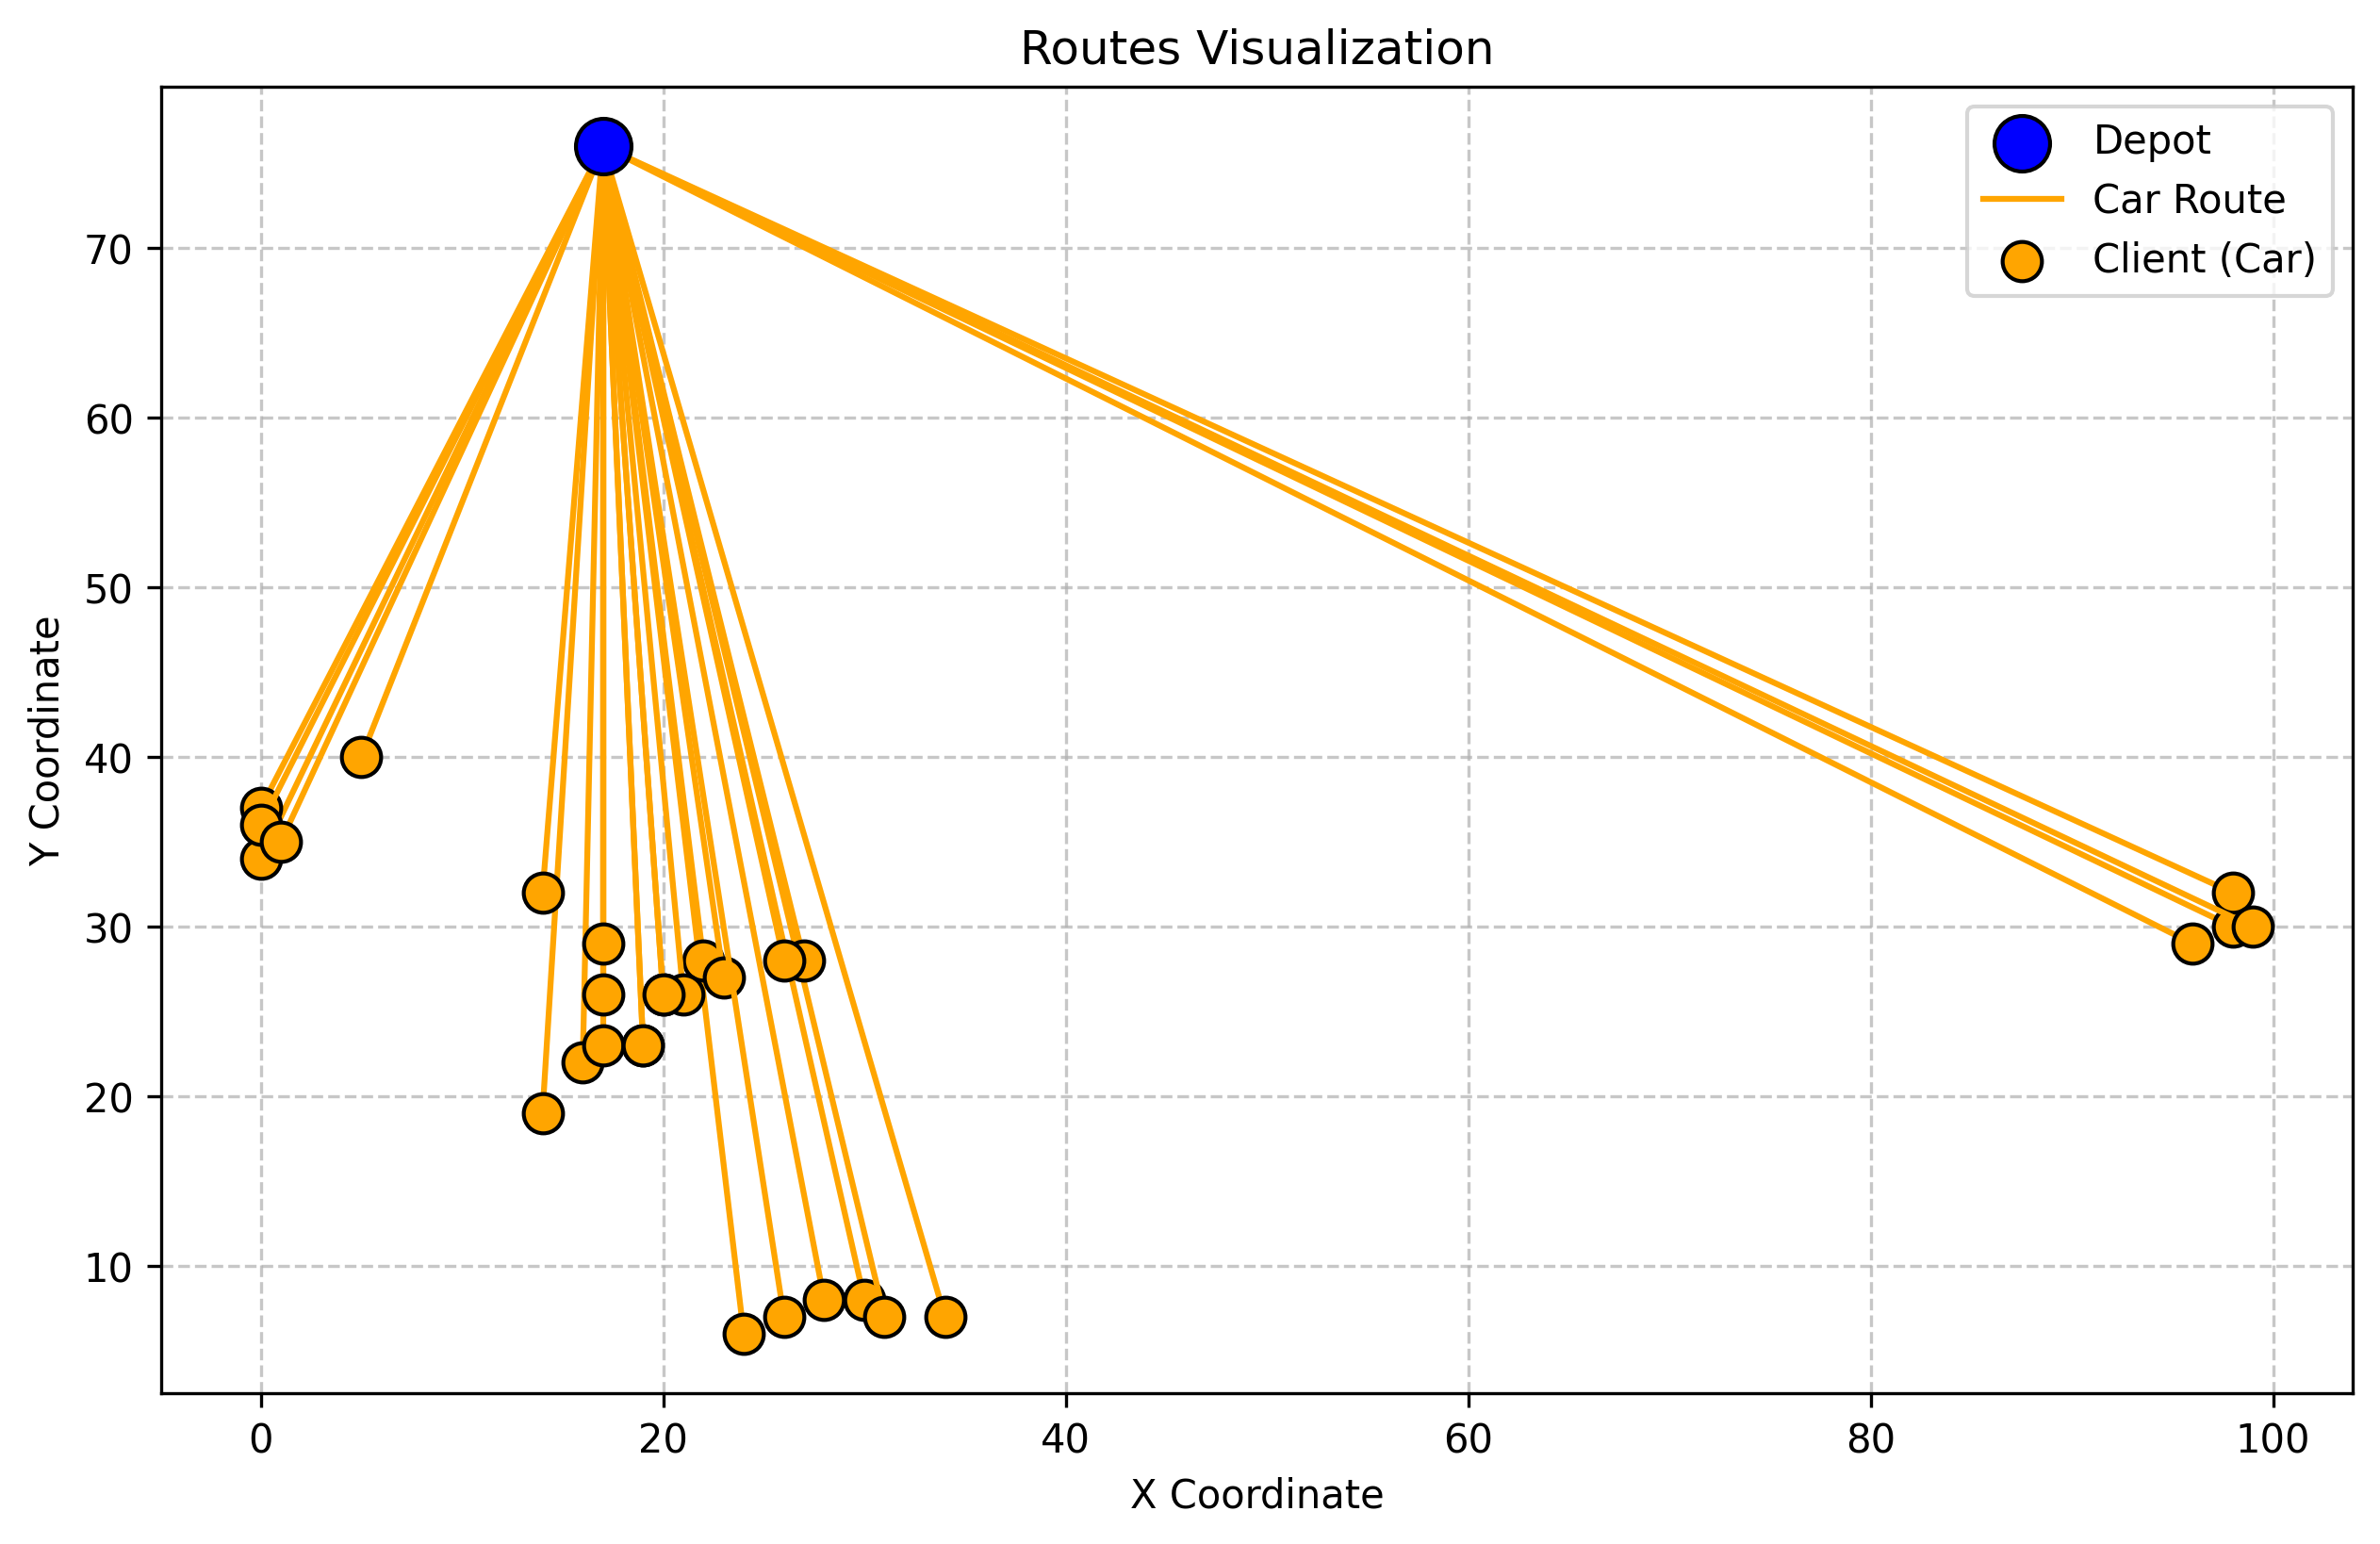 Routes Visualization
Depot
Car Route
Client (Car)
70
60
50
40
30
20
10
Y Coordinate
0 20 40 60 80 100
X Coordinate